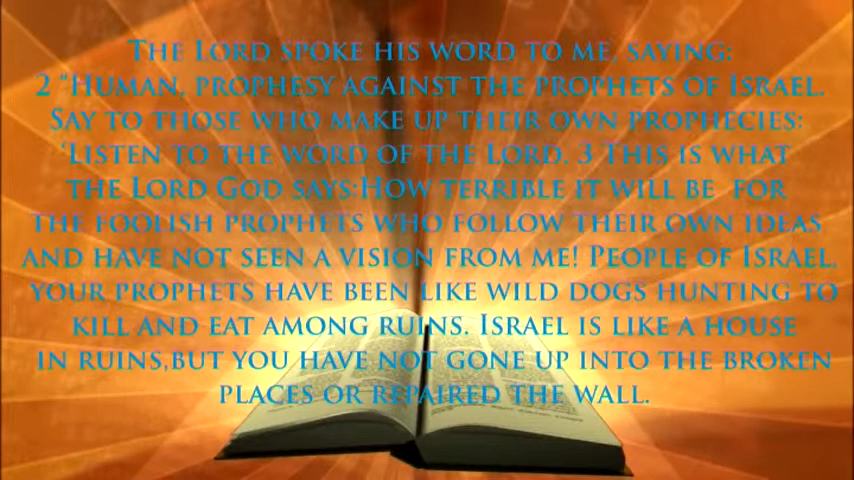 The Lord spoke his word to me, saying:
2 “Human, prophesy against the prophets of Israel.
Say to those who make up their own prophecies:
‘Listen to the word of the Lord. 3 This is what
the Lord God says:How terrible it will be for
the foolish prophets who follow their own ideas
and have not seen a vision from me! People of Israel,
your prophets have been like wild dogs hunting to
kill and eat among ruins. Israel is like a house
in ruins,but you have not gone up into the broken
places or repaired the wall.